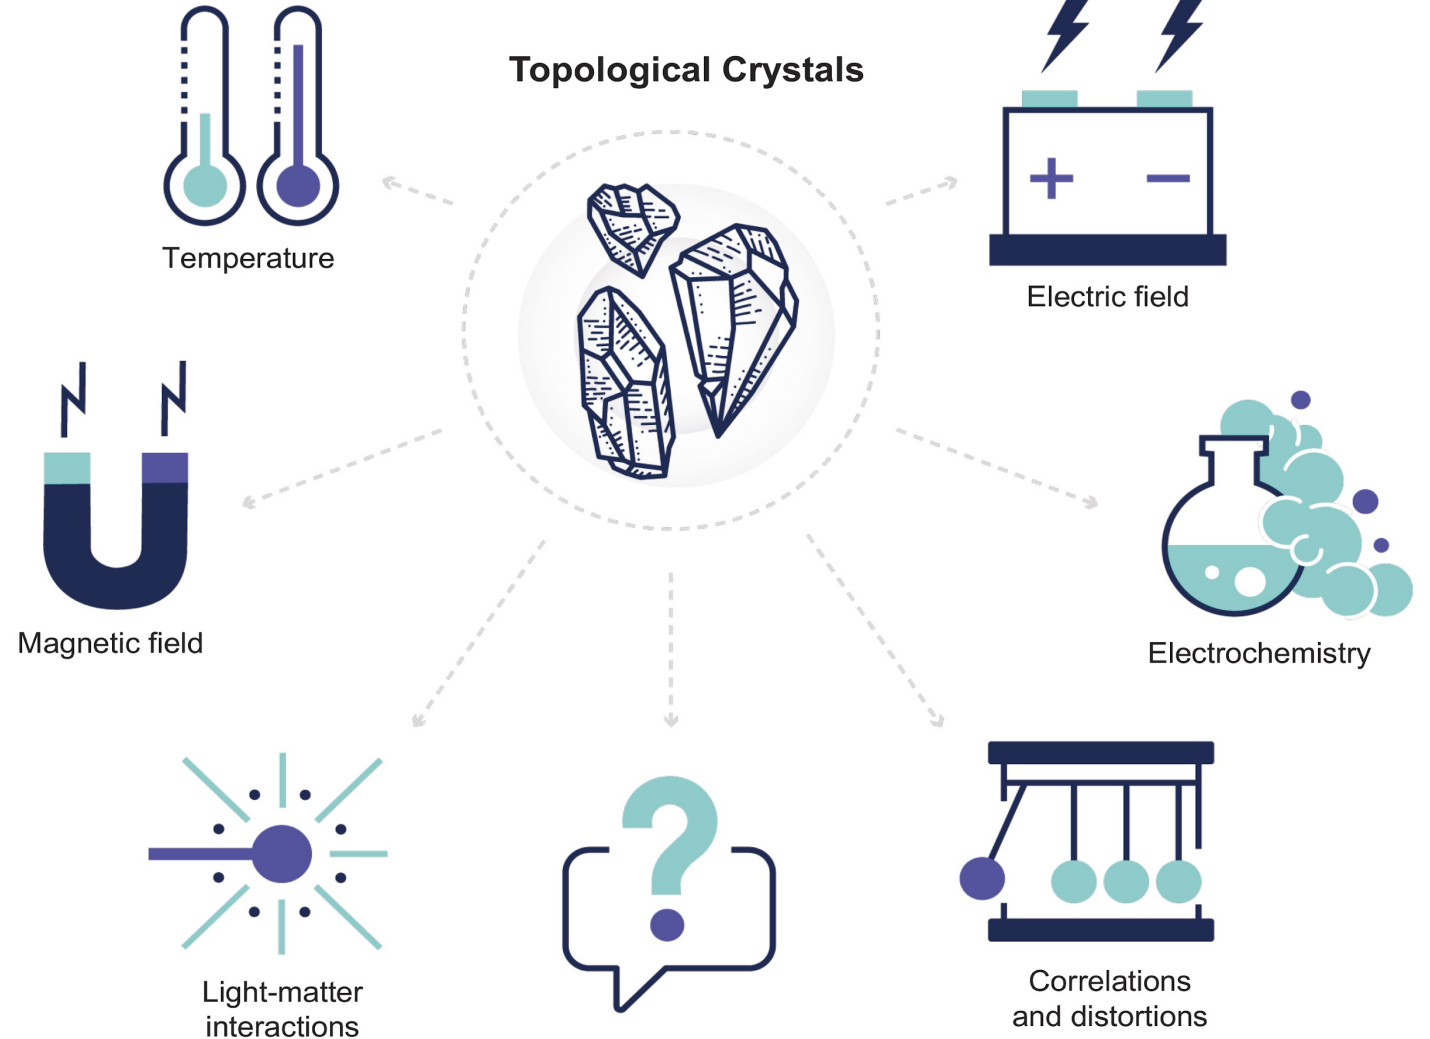 Topological Crystals
Temperature
Electric field
Magnetic field
Electrochemistry
Light-matter
interactions
?
Correlations
and distortions